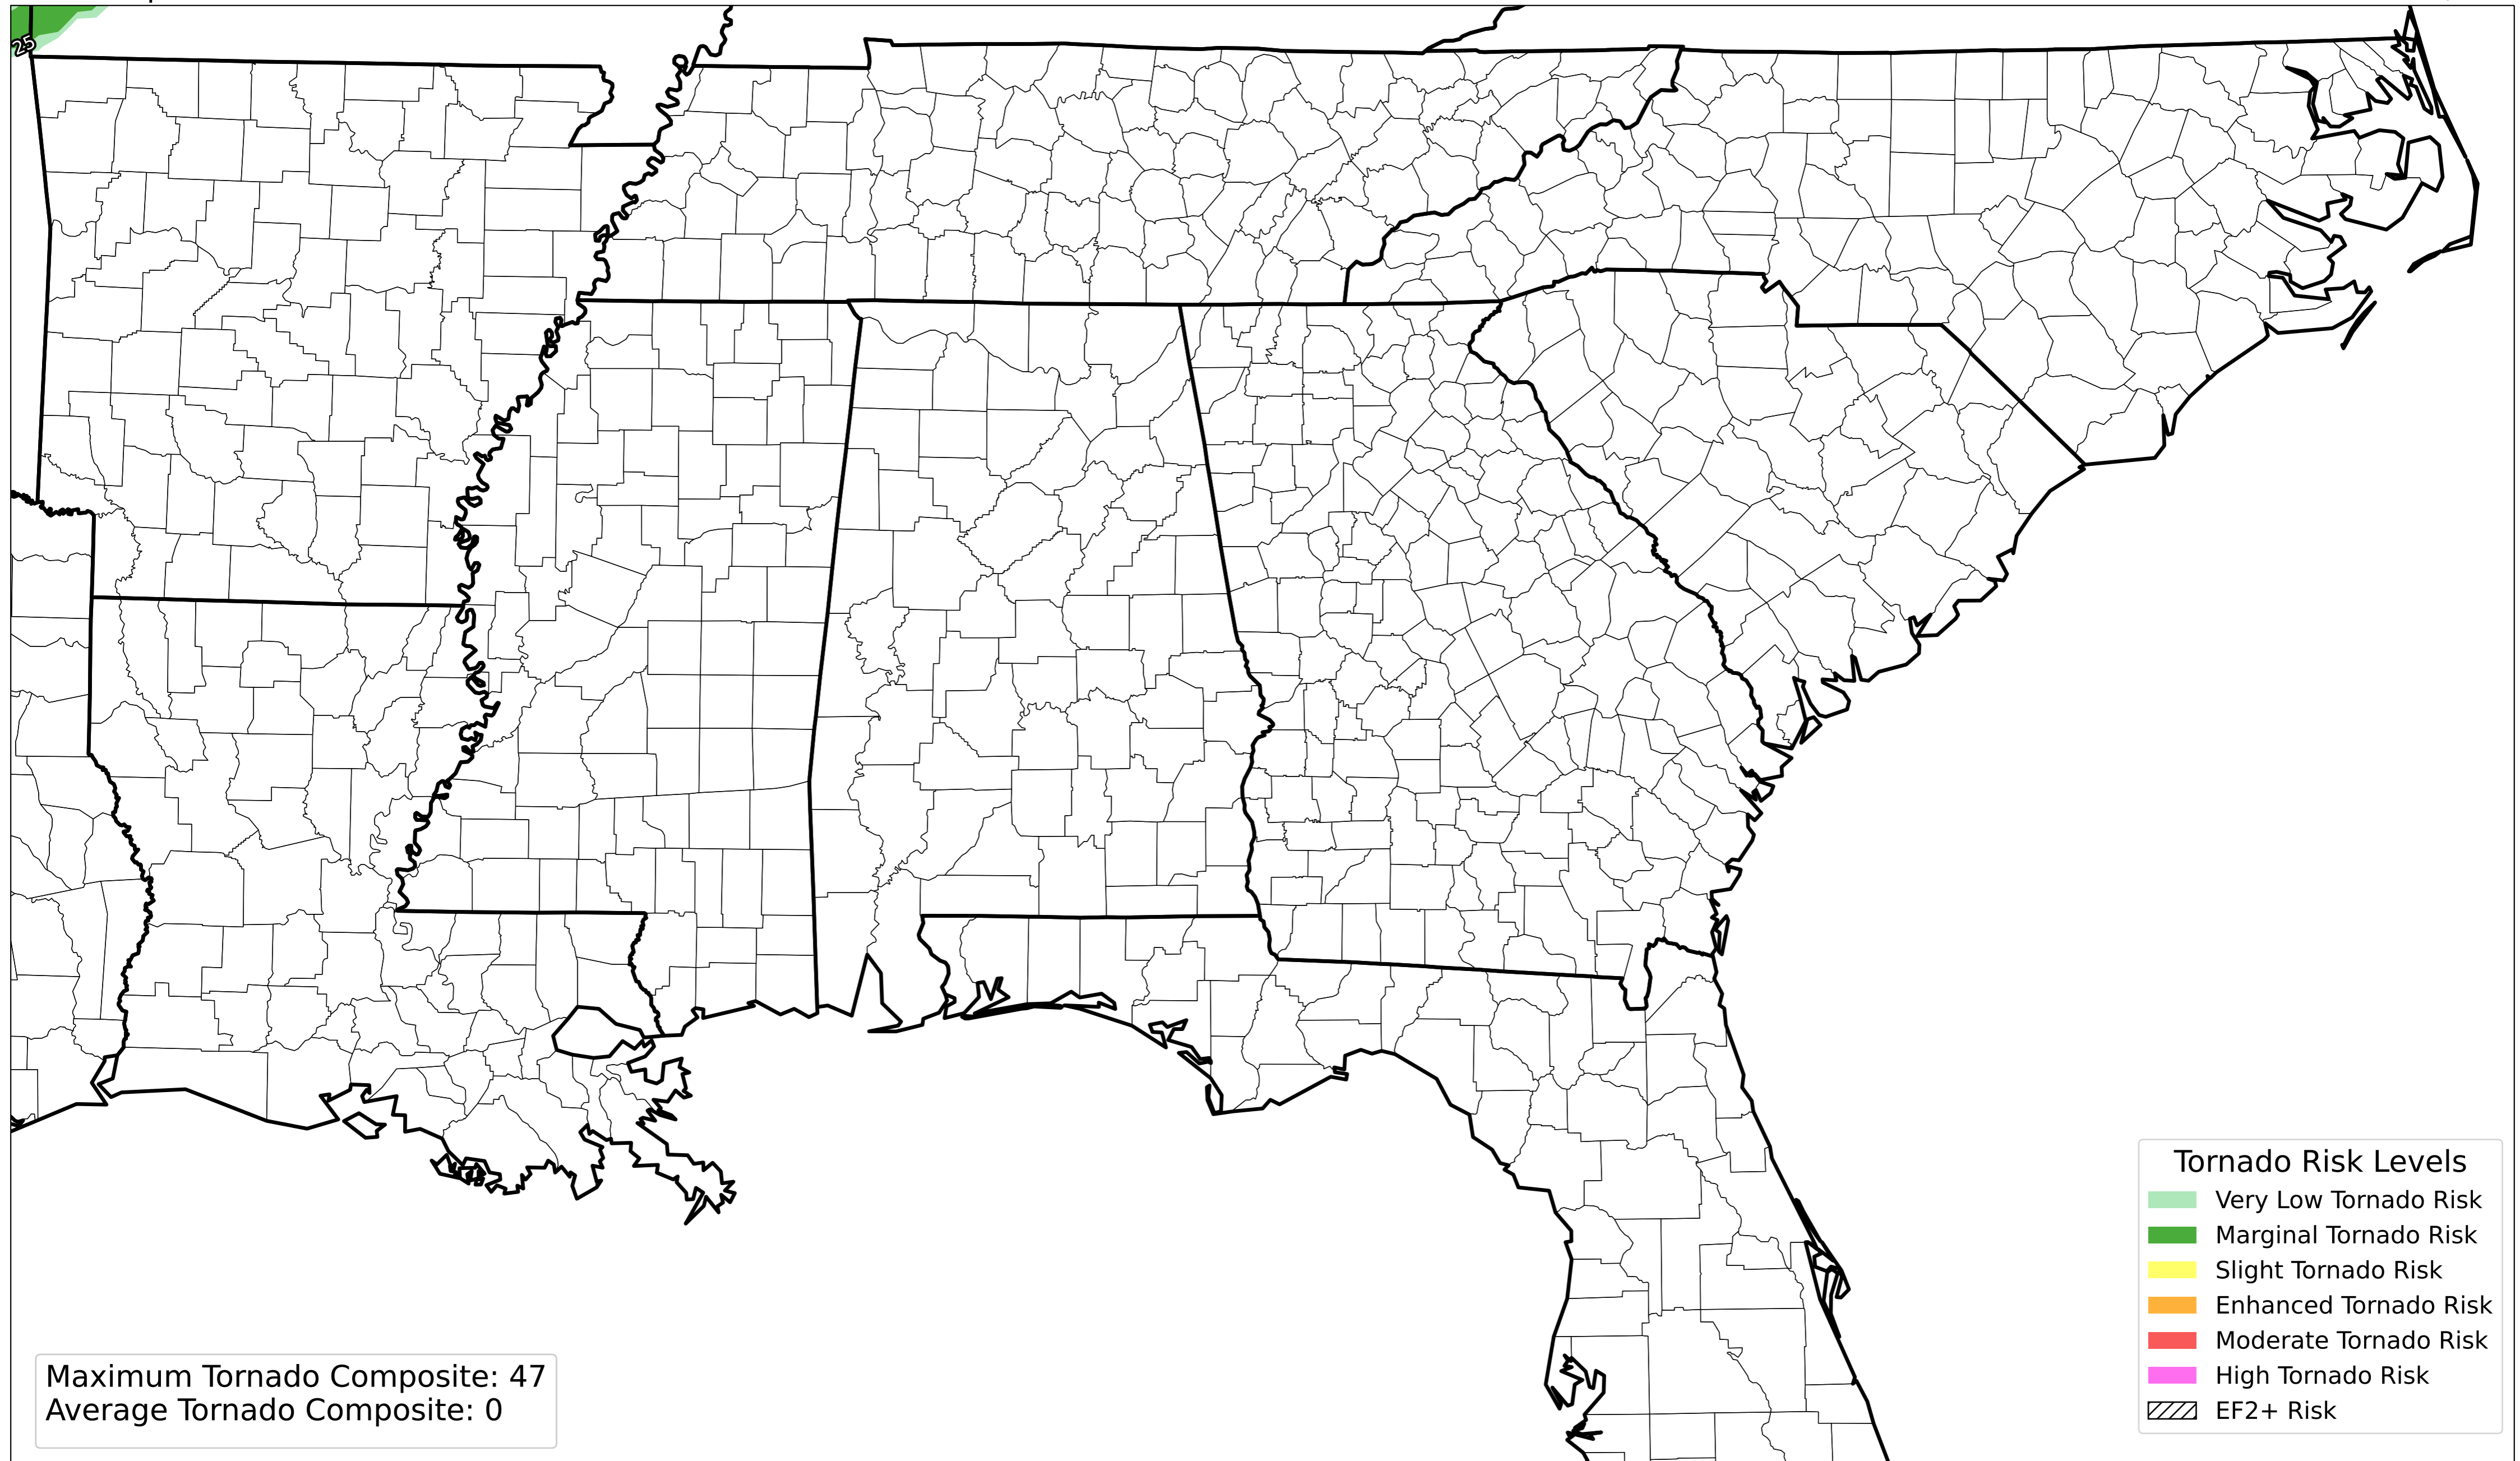 25
Tornado Risk Levels
Very Low Tornado Risk
Marginal Tornado Risk
Slight Tornado Risk
Enhanced Tornado Risk
Moderate Tornado Risk
High Tornado Risk
EF2+ Risk
Maximum Tornado Composite: 47
Average Tornado Composite: 0